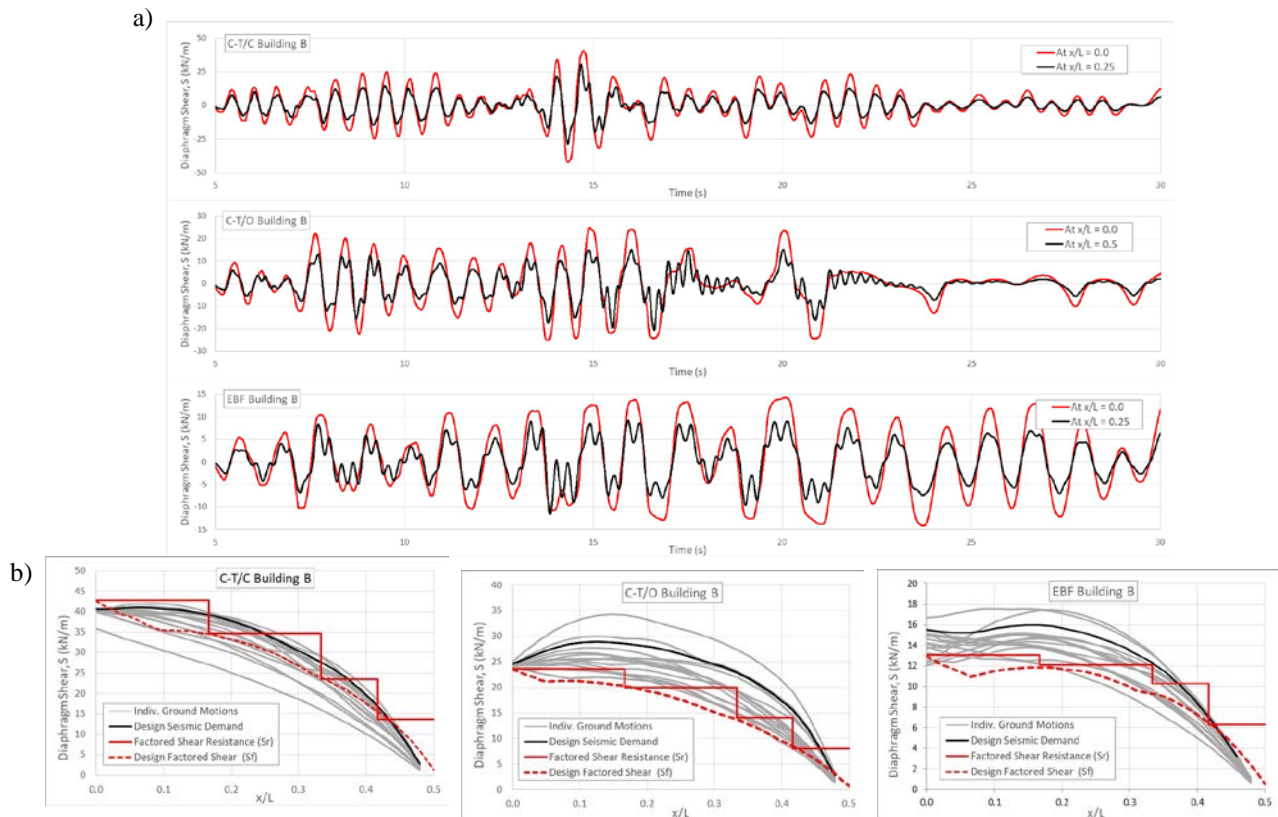 a)
C-T/C Building B
At x/L = 0.0
At x/L = 0.25
Diaphragm Shear, S (kN/m)
50
25
0
-25
-50
5 10 15 20 25 30
Time (s)
C-T/O Building B
At x/L = 0.0
At x/L = 0.5
Diaphragm Shear, S (kN/m)
30
20
10
0
-10
-20
-30
5 10 15 20 25 30
Time (s)
EBF Building B
At x/L = 0.0
At x/L = 0.25
Diaphragm Shear, S (kN/m)
15
10
5
0
-5
-10
-15
5 10 15 20 25 30
Time (s)
b)
C-T/C Building B
Diaphragm Shear, S (kN/m)
50
45
40
35
30
25
20
15
10
5
0
Indiv. Ground Motions
Design Seismic Demand
Factored Shear Resistance (Sr)
Design Factored Shear (Sf)
0.0 0.1 0.2 0.3 0.4 0.5
x/L
C-T/O Building B
Diaphragm Shear, S (kN/m)
40
35
30
25
20
15
10
5
0
Indiv. Ground Motions
Design Seismic Demand
Factored Shear Resistance (Sr)
Design Factored Shear (Sf)
0.0 0.1 0.2 0.3 0.4 0.5
x/L
EBF Building B
Diaphragm Shear, S (kN/m)
20
18
16
14
12
10
8
6
4
2
0
Indiv. Ground Motions
Design Seismic Demand
Factored Shear Resistance (Sr)
Design Factored Shear (Sf)
0.0 0.1 0.2 0.3 0.4 0.5
x/L